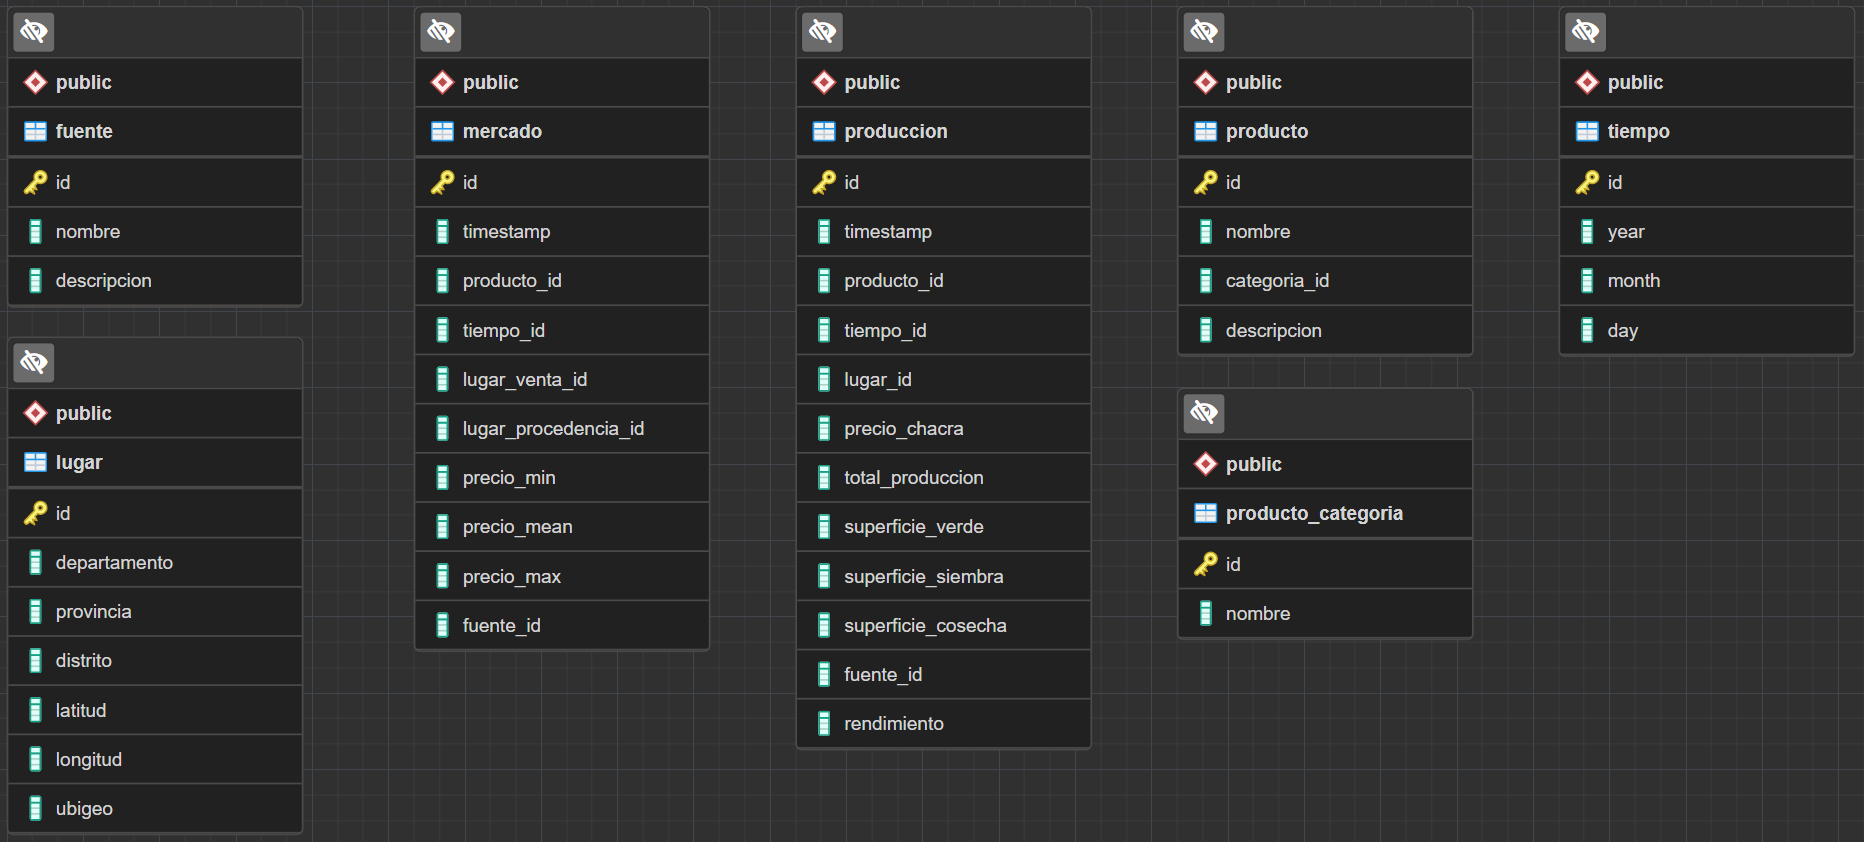 public
fuente
id
nombre
descripcion
public
lugar
id
departamento
provincia
distrito
latitud
longitud
ubigeo
public
mercado
id
timestamp
producto_id
tiempo_id
lugar_venta_id
lugar_procedencia_id
precio_min
precio_mean
precio_max
fuente_id
public
produccion
id
timestamp
producto_id
tiempo_id
lugar_id
precio_chacra
total_produccion
superficie_verde
superficie_siembra
superficie_cosecha
fuente_id
rendimiento
public
producto
id
nombre
categoria_id
descripcion
public
producto_categoria
id
nombre
public
tiempo
id
year
month
day